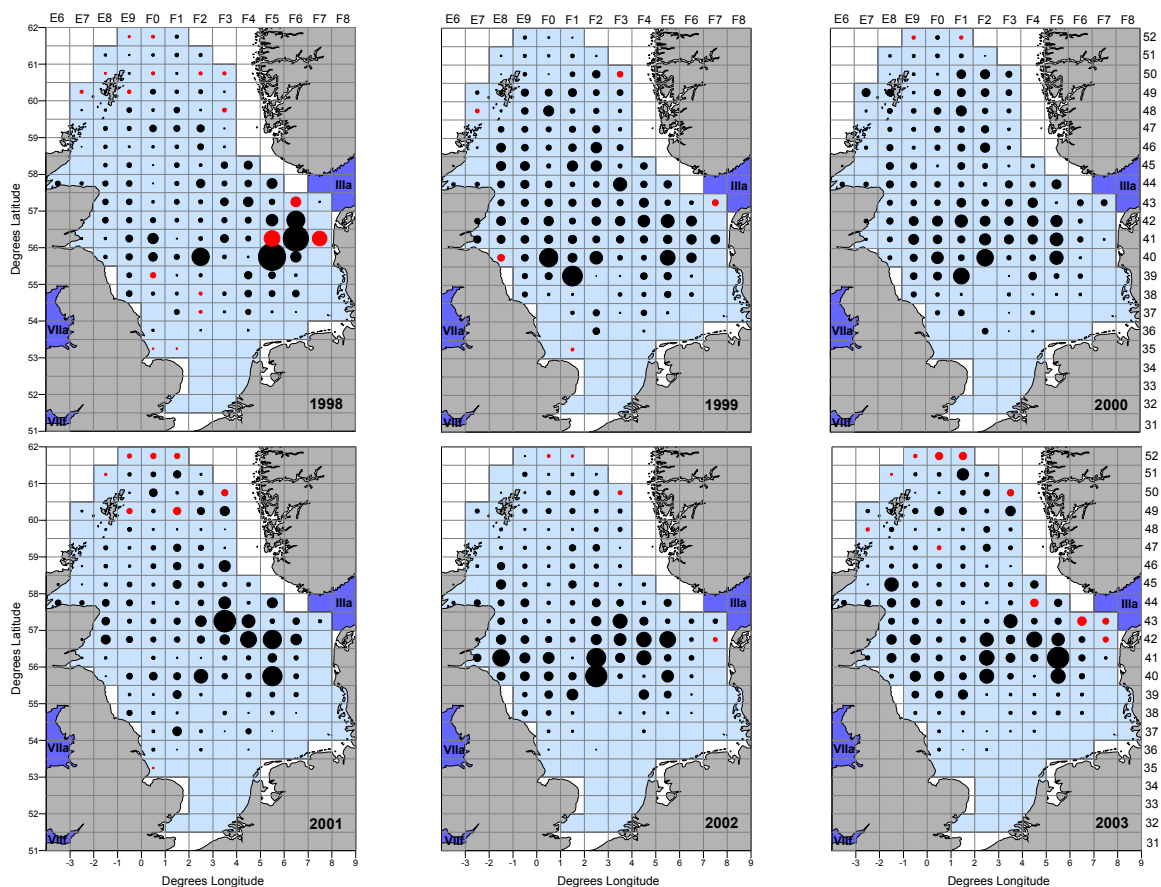 E6 E7 E8 E9 F0 F1 F2 F3 F4 F5 F6 F7 F8
E6 E7 E8 E9 F0 F1 F2 F3 F4 F5 F6 F7 F8
E6 E7 E8 E9 F0 F1 F2 F3 F4 F5 F6 F7 F8
62
61
60
59
58
57
56
55
54
53
52
51
Degrees Latitude
IIIa
VIIa
VIIf
1998
IIIa
VIIa
VIIf
1999
IIIa
VIIa
VIIf
2000
52
51
50
49
48
47
46
45
44
43
42
41
40
39
38
37
36
35
34
33
32
31
62
61
60
59
58
57
56
55
54
53
52
51
Degrees Latitude
IIIa
VIIa
VIIf
2001
IIIa
VIIa
VIIf
2002
IIIa
VIIa
VIIf
2003
52
51
50
49
48
47
46
45
44
43
42
41
40
39
38
37
36
35
34
33
32
31
-3 -2 -1 0 1 2 3 4 5 6 7 8 9
-3 -2 -1 0 1 2 3 4 5 6 7 8 9
-3 -2 -1 0 1 2 3 4 5 6 7 8 9
Degrees Longitude
Degrees Longitude
Degrees Longitude